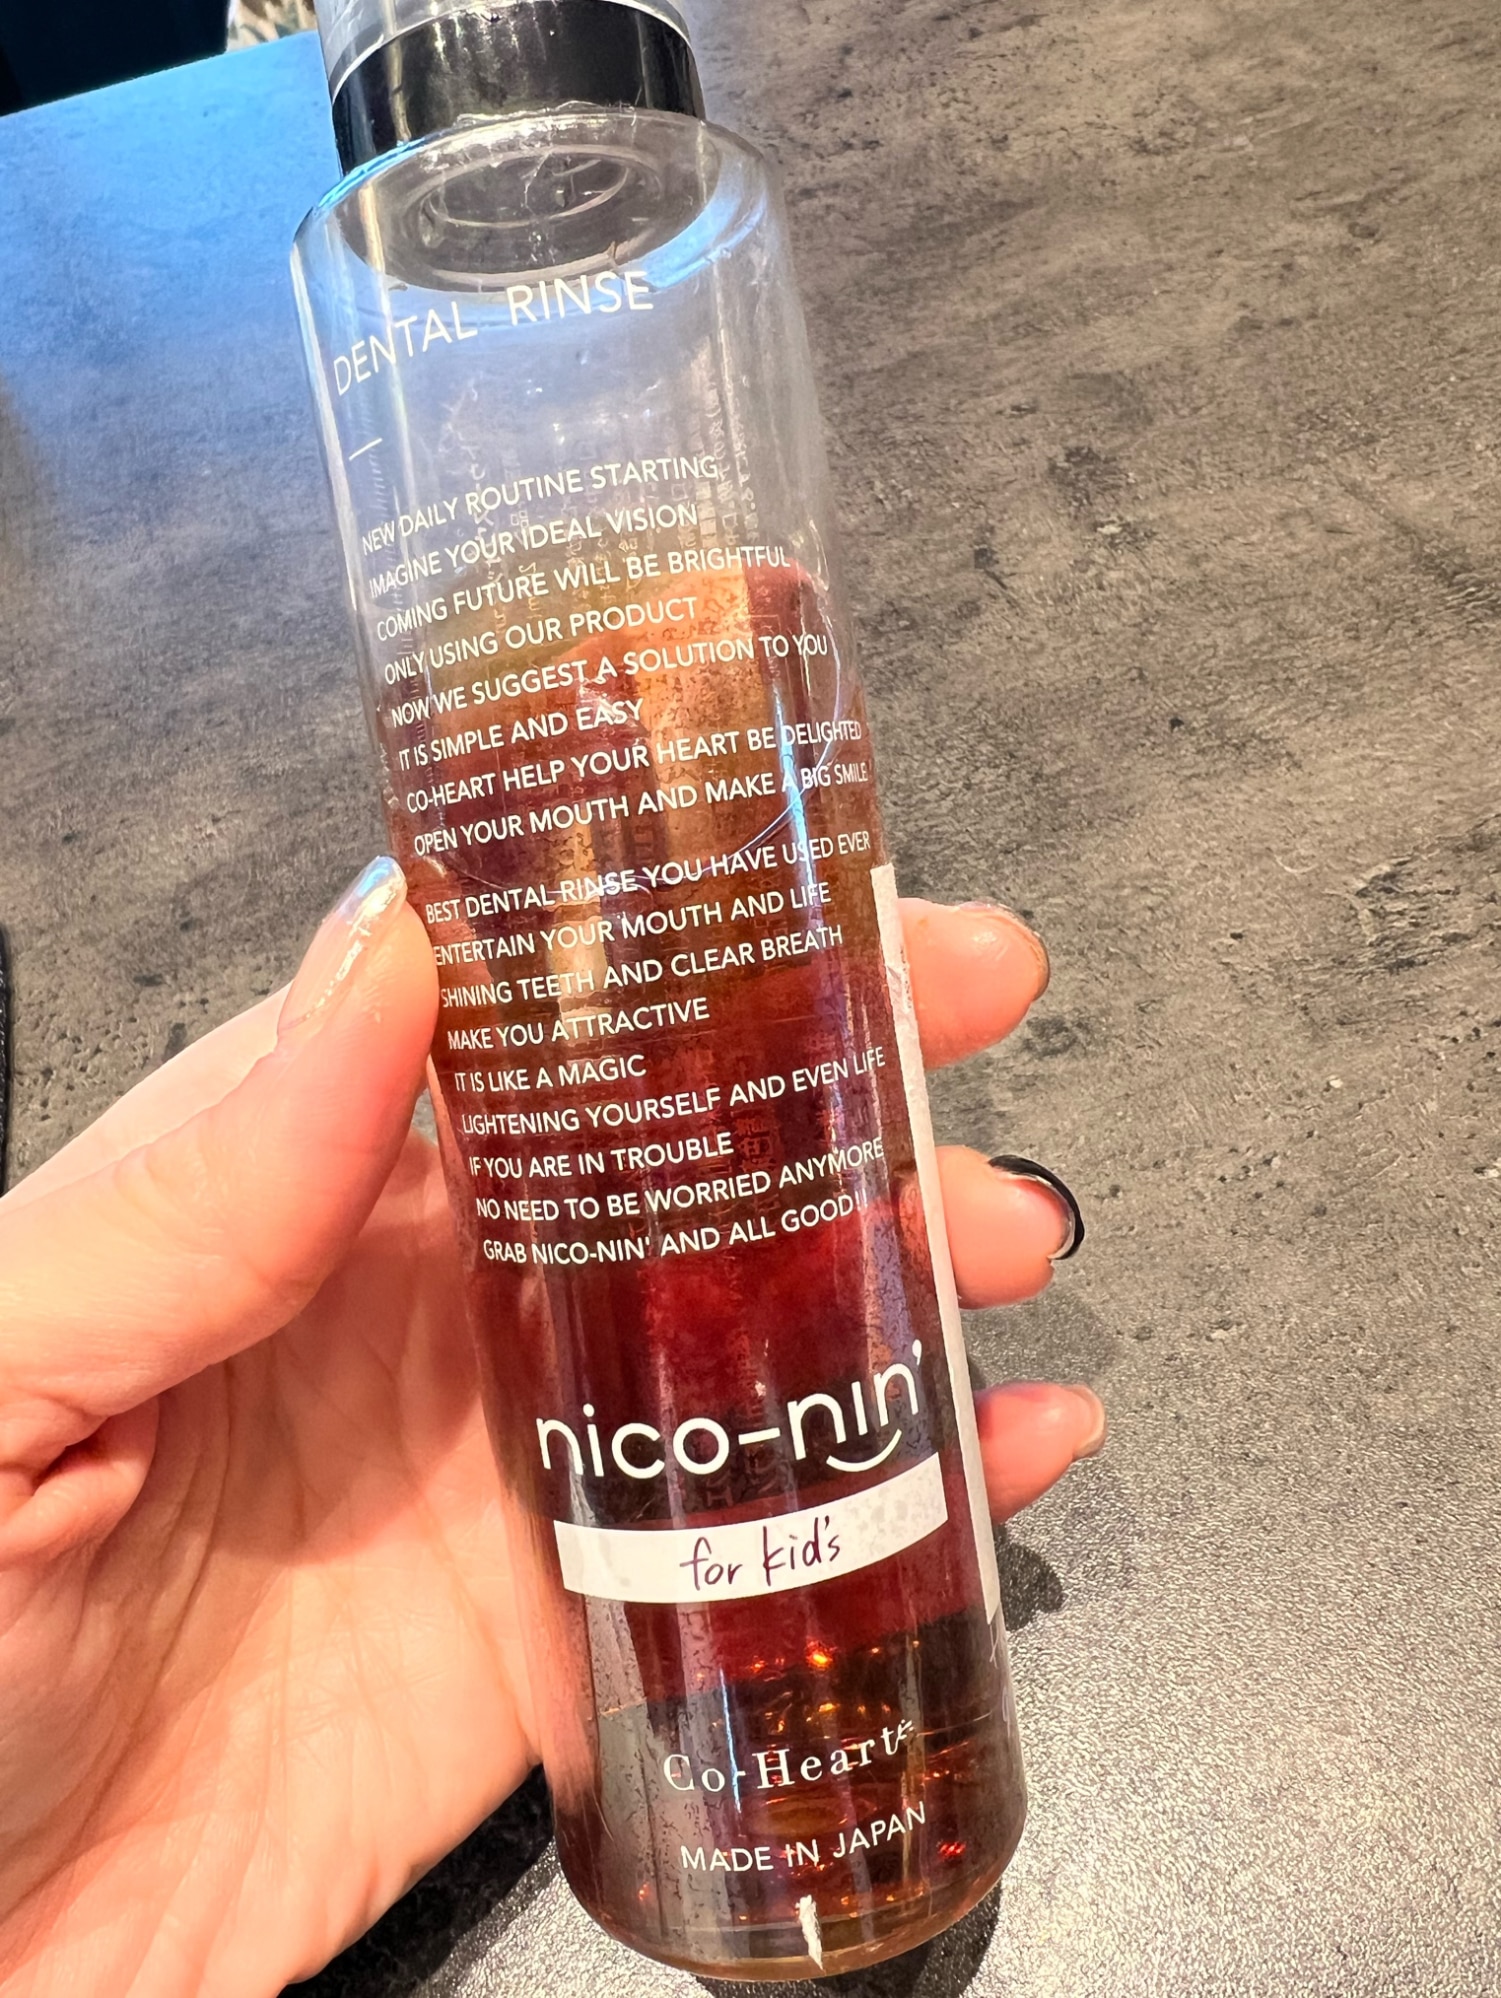 DENTAL RINSE
NEW DAILY ROUTINE STARTING
IMAGINE YOUR IDEAL VISION
COMING FUTURE WILL BE BRIGHTFUL
ONLY USING OUR PRODUCT
NOW WE SUGGEST A SOLUTION TO YOU
IT IS SIMPLE AND EASY
CO-HEART HELP YOUR HEART BE DELIGHTED
OPEN YOUR MOUTH AND MAKE A BIG SMILE
BEST DENTAL RINSE YOU HAVE USED EVER
ENTERTAIN YOUR MOUTH AND LIFE
SHINING TEETH AND CLEAR BREATH
MAKE YOU ATTRACTIVE
IT IS LIKE A MAGIC
LIGHTENING YOURSELF AND EVEN LIFE
IF YOU ARE IN TROUBLE
NO NEED TO BE WORRIED ANYMORE
GRAB NICO-NIN' AND ALL GOOD!!
nico-nin'
for kid's
Co-Heart
MADE IN JAPAN